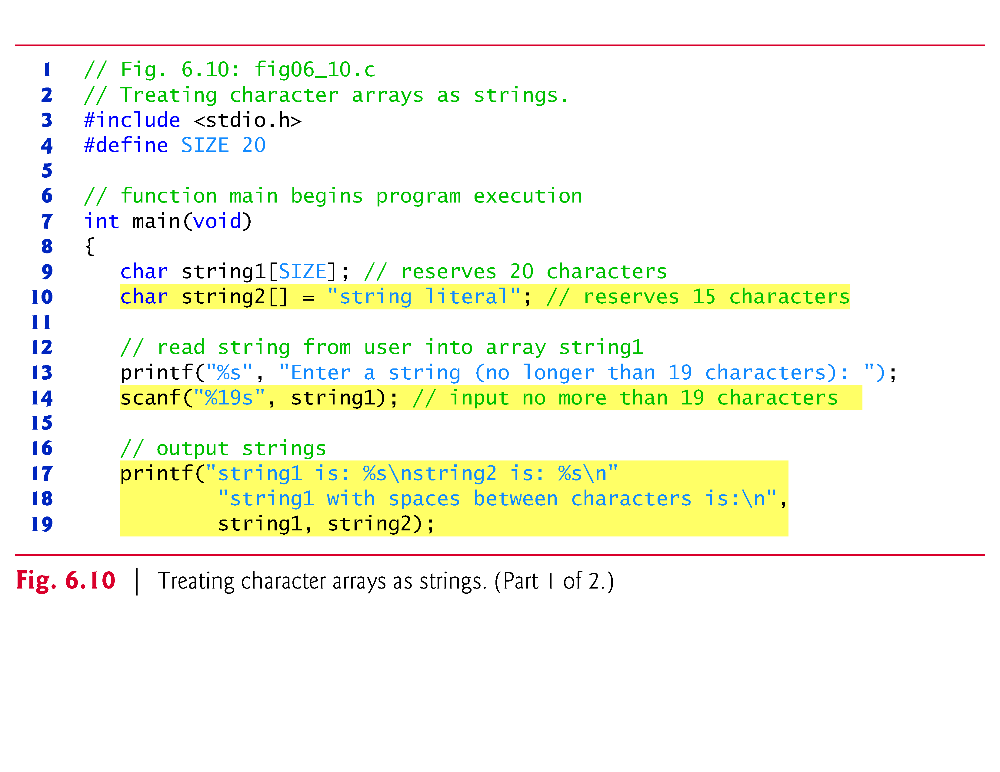 1 // Fig. 6.10: fig06_10.c
2 // Treating character arrays as strings.
3 #include <stdio.h>
4 #define SIZE 20
5
6 // function main begins program execution
7 int main(void)
8 {
9 char string1[SIZE]; // reserves 20 characters
10 char string2[] = "string literal"; // reserves 15 characters
11
12 // read string from user into array string1
13 printf("%s", "Enter a string (no longer than 19 characters): ");
14 scanf("%19s", string1); // input no more than 19 characters
15
16 // output strings
17 printf("string1 is: %s\nstring2 is: %s\n"
18 "string1 with spaces between characters is:\n",
19 string1, string2);
Fig. 6.10 | Treating character arrays as strings. (Part 1 of 2.)